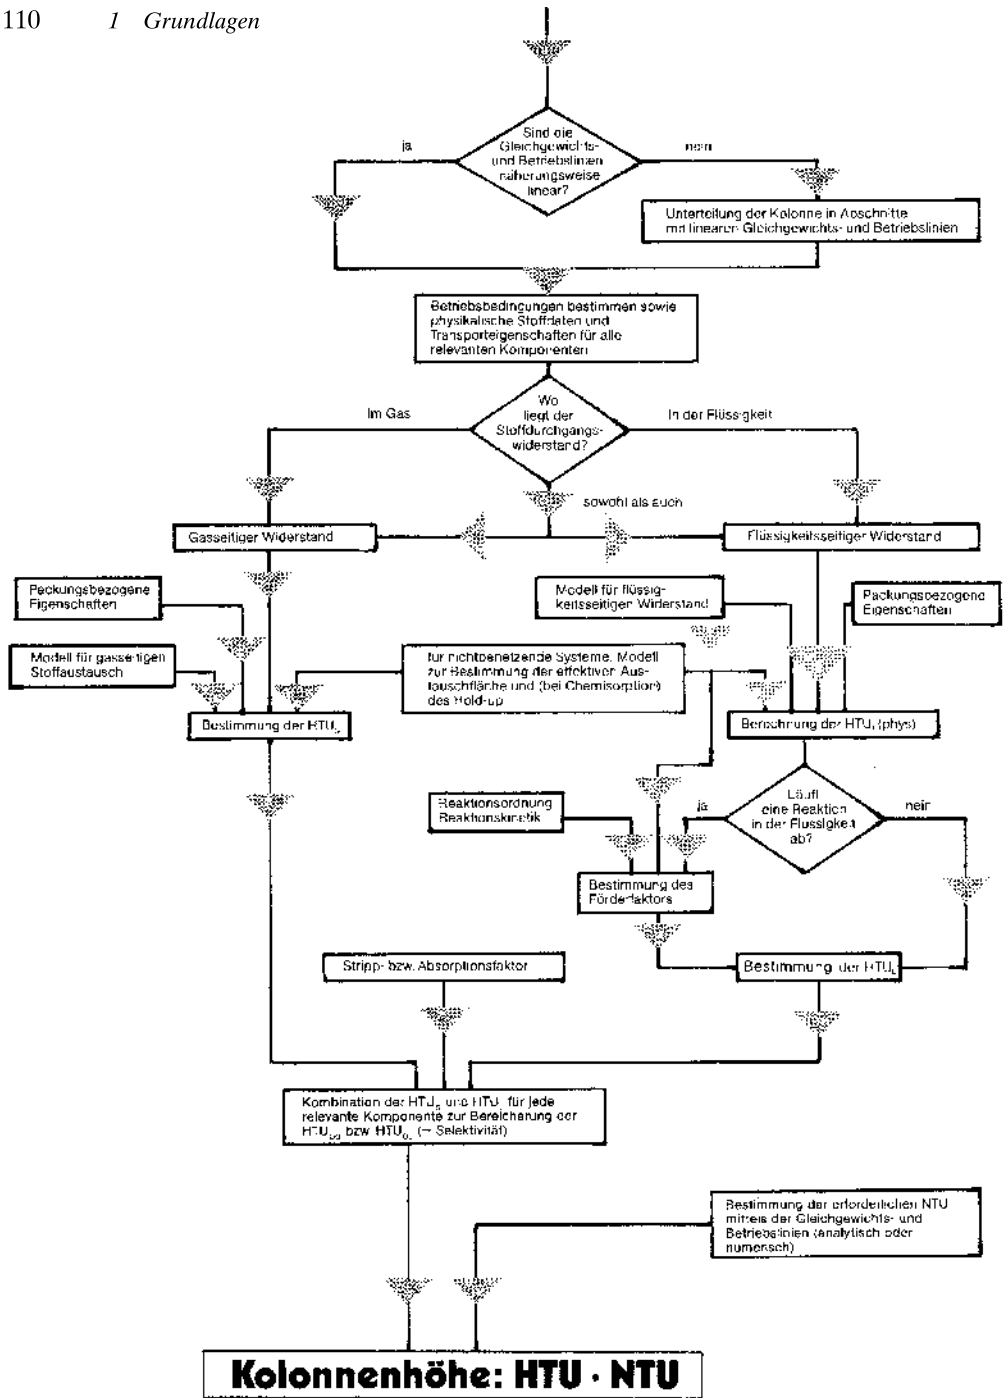 110 1 Grundlagen
Sind die
Gleichgewichts-
und Betriebslinien
näherungsweise
linear?
ja
nein
Unterteilung der Kolonne in Abschnitte
mit linearen Gleichgewichts- und Betriebslinien
Betriebsbedingungen bestimmen sowie
physikalische Stoffdaten und
Transporteigenschaften für alle
relevanten Komponenten
Wo
liegt der
Stoffdurchgangs-
widerstand?
Im Gas
In der Flüssigkeit
sowohl als auch
Gasseitiger Widerstand
Flüssigkeitsseitiger Widerstand
Packungsbezogene
Eigenschaften
Modell für flüssig-
keitsseitigen Widerstand
Packungsbezogene
Eigenschaften
Modell für gasseitigen
Stoffaustausch
für nichtbenetzende Systeme: Modell
zur Bestimmung der effektiven Aus-
tauschfläche und (bei Chemisorption)
des Hold-up
Bestimmung der HTU
Berechnung der HTU (phys)
Reaktionsordnung
Reaktionskinetik
Läuft
eine Reaktion
in der Flüssigkeit
ab?
ja
nein
Bestimmung des
Förderfaktors
Stripp- bzw. Absorptionsfaktor
Bestimmung der HTU
Kombination der HTU und HTU für jede
relevante Komponente zur Berechnung der
HTU bzw. HTU (→ Selektivität)
Bestimmung der erforderlichen NTU
mittels der Gleichgewichts- und
Betriebslinien (analytisch oder
numerisch)
Kolonnenhöhe: HTU · NTU